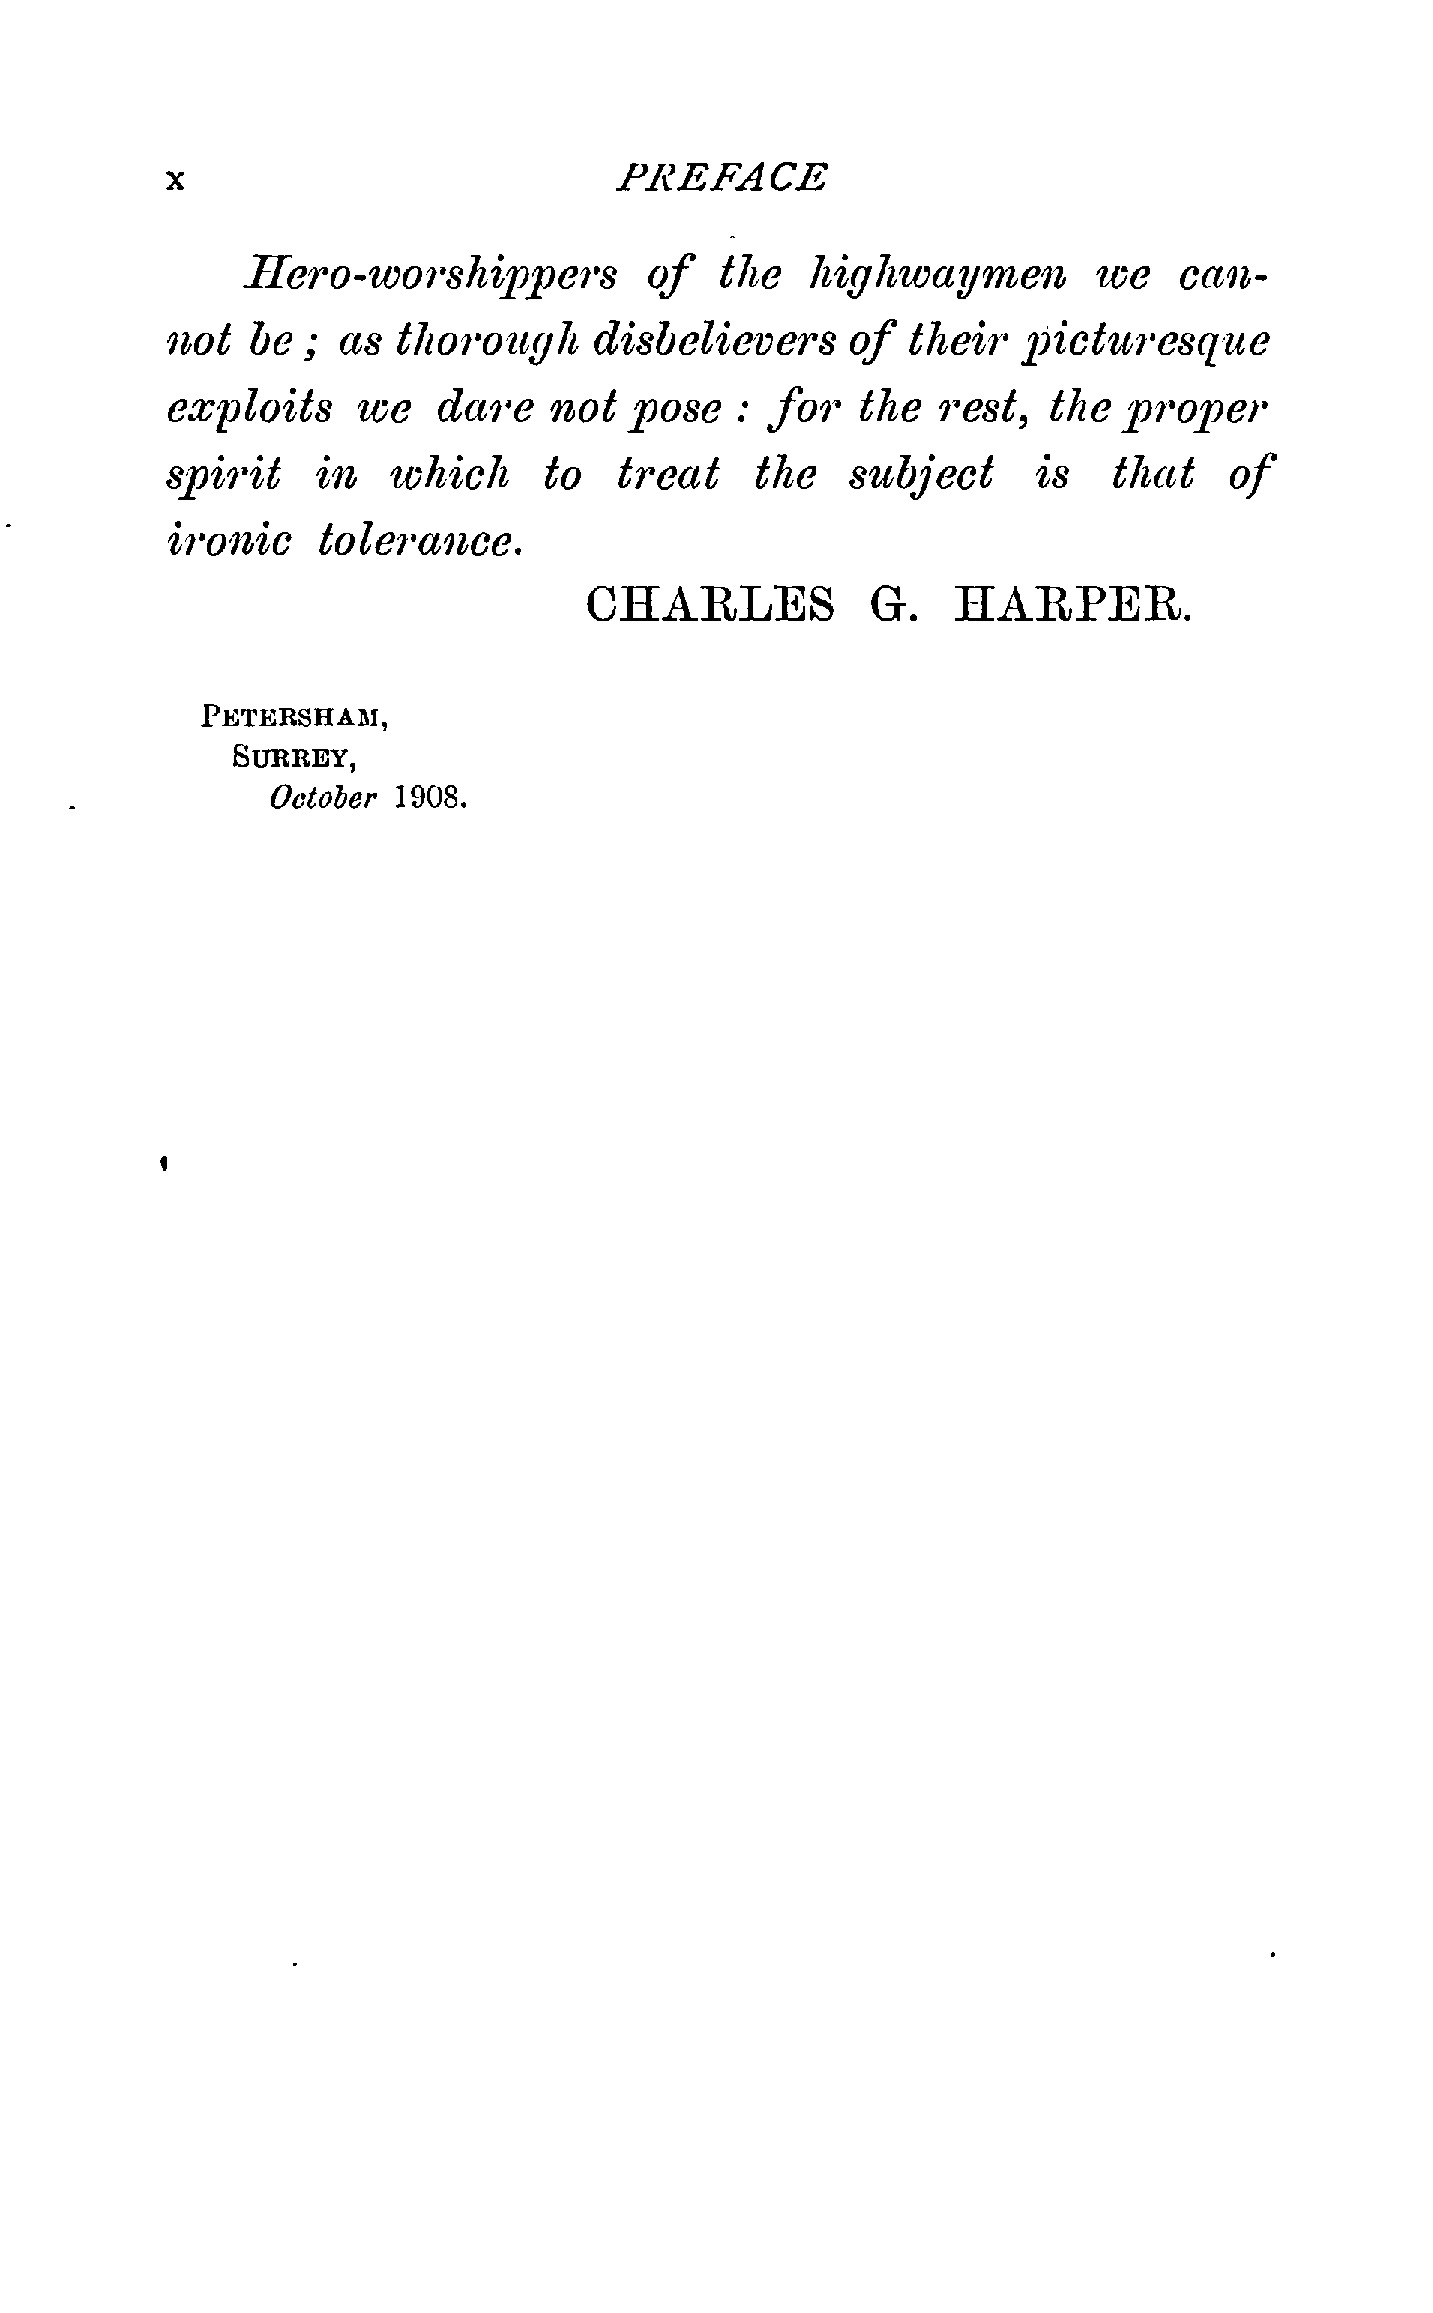 x PREFACE
Hero-worshippers of the highwaymen we can-
not be ; as thorough disbelievers of their picturesque
exploits we dare not pose : for the rest, the proper
spirit in which to treat the subject is that of
ironic tolerance.
CHARLES G. HARPER.
PETERSHAM,
SURREY,
October 1908.